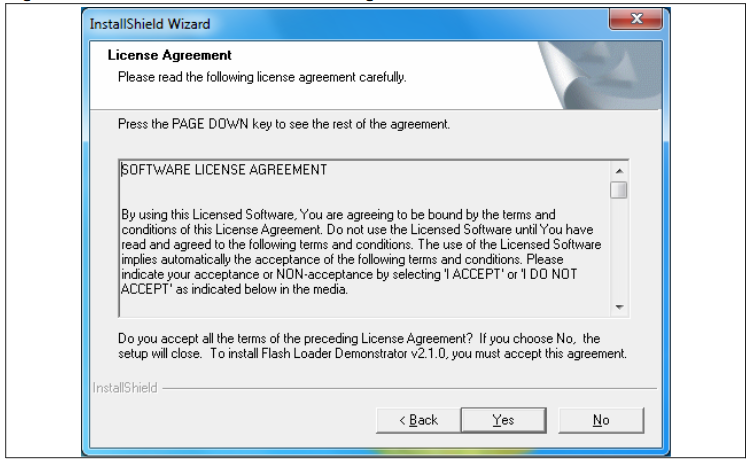 InstallShield Wizard
License Agreement
Please read the following license agreement carefully.
Press the PAGE DOWN key to see the rest of the agreement.
SOFTWARE LICENSE AGREEMENT
By using this Licensed Software, You are agreeing to be bound by the terms and
conditions of this License Agreement. Do not use the Licensed Software until You have
read and agreed to the following terms and conditions. The use of the Licensed Software
implies automatically the acceptance of the following terms and conditions. Please
indicate your acceptance or NON-acceptance by selecting 'I ACCEPT' or 'I DO NOT
ACCEPT' as indicated below in the media.
Do you accept all the terms of the preceding License Agreement? If you choose No, the
setup will close. To install Flash Loader Demonstrator v2.1.0, you must accept this agreement.
InstallShield
< Back Yes No